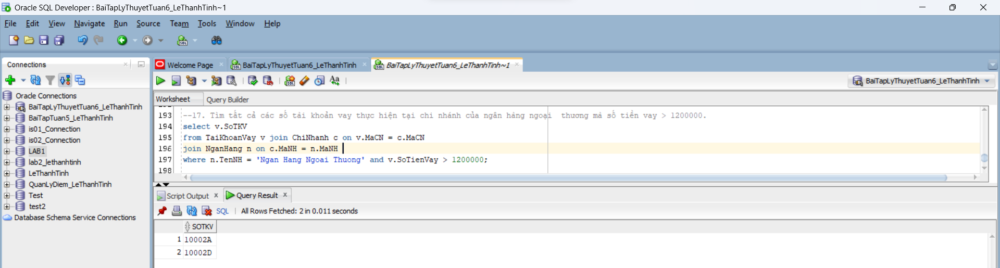 Oracle SQL Developer : BaiTapLyThuyetTuan6_LeThanhTinh~1
File Edit View Navigate Run Source Team Tools Window Help
Connections
Welcome Page
BaiTapLyThuyetTuan6_LeThanhTinh
BaiTapLyThuyetTuan6_LeThanhTinh~1
BaiTapLyThuyetTuan6_LeThanhTinh
Oracle Connections
BaiTapLyThuyetTuan6_LeThanhTinh
BaiTapTuan5_LeThanhTinh
is01_Connection
is02_Connection
LAB1
lab2_lethanhtinh
LeThanhTinh
QuanLyDiem_LeThanhTinh
Test
test2
Database Schema Service Connections
Worksheet Query Builder
193 --17. Tìm tất cả các số tài khoản vay thực hiện tại chi nhánh của ngân hàng ngoại  thương mà số tiền vay > 1200000.
194 select v.SoTKV
195 from TaiKhoanVay v join ChiNhanh c on v.MaCN = c.MaCN
196 join NganHang n on c.MaNH = n.MaNH
197 where n.TenNH = 'Ngan Hang Ngoai Thuong' and v.SoTienVay > 1200000;
198
Script Output x Query Result x
SQL | All Rows Fetched: 2 in 0.011 seconds
SOTKV
1 10002A
2 10002D